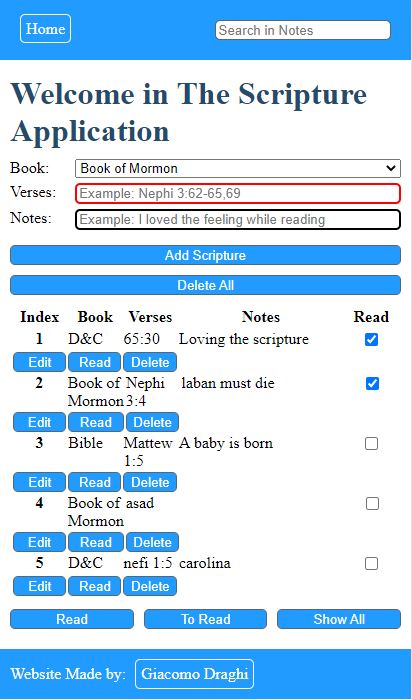 Home
Search in Notes
Welcome in The Scripture
Application
Book: Book of Mormon
Verses: Example: Nephi 3:62-65,69
Notes: Example: I loved the feeling while reading
Add Scripture
Delete All
Index Book Verses Notes Read
1 D&C 65:30 Loving the scripture
Edit Read Delete
2 Book of Nephi laban must die
Mormon 3:4
Edit Read Delete
3 Bible Mattew A baby is born
1:5
Edit Read Delete
4 Book of asad
Mormon
Edit Read Delete
5 D&C nefi 1:5 carolina
Edit Read Delete
Read To Read Show All
Website Made by: Giacomo Draghi